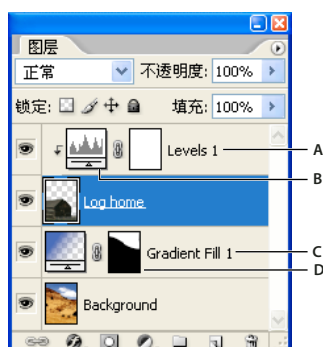 图层
正常 不透明度: 100%
锁定: 填充: 100%
Levels 1 A
B
Log home
Gradient Fill 1 C
D
Background